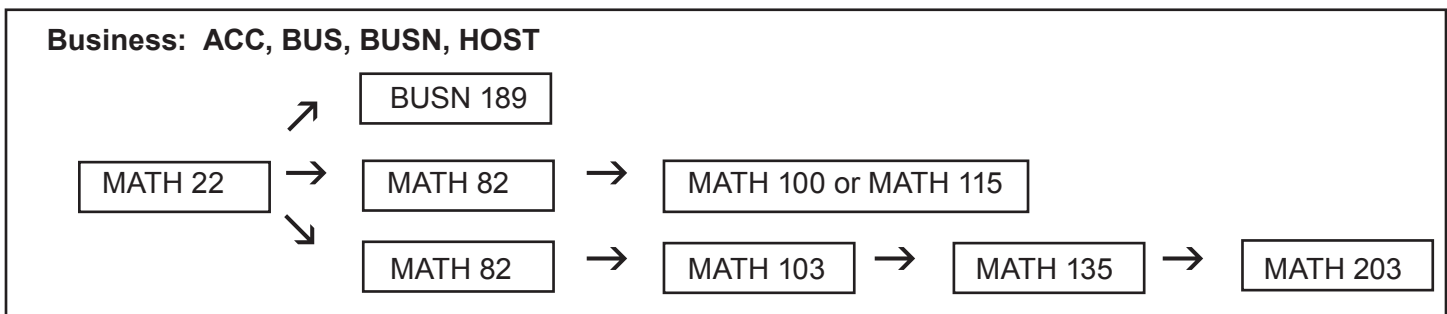 Business: ACC, BUS, BUSN, HOST
↗ BUSN 189
MATH 22 → MATH 82 → MATH 100 or MATH 115
↘ MATH 82 → MATH 103 → MATH 135 → MATH 203